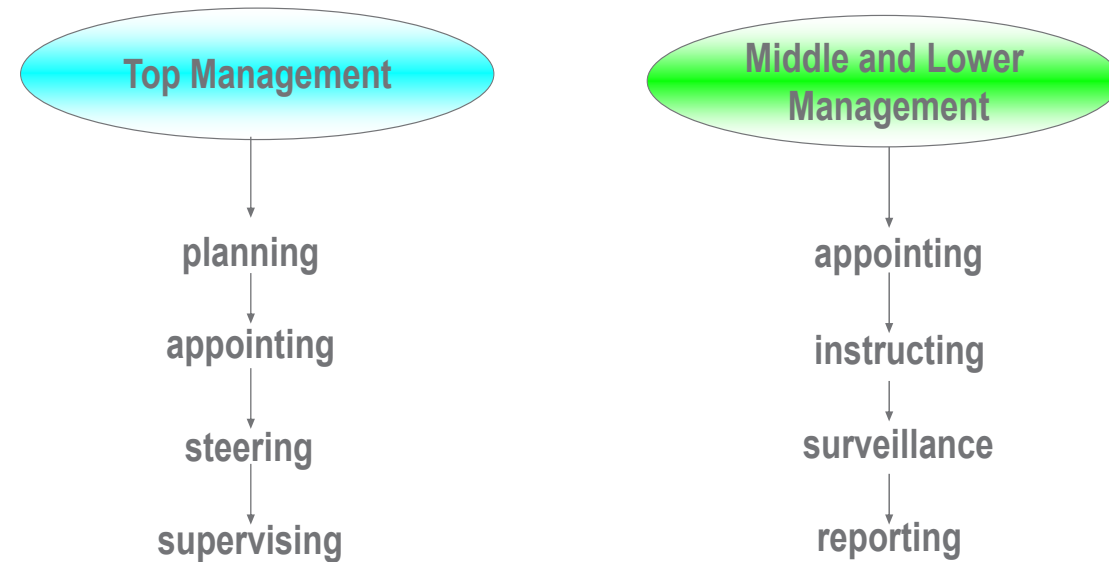 Top Management
planning
appointing
steering
supervising
Middle and Lower
Management
appointing
instructing
surveillance
reporting